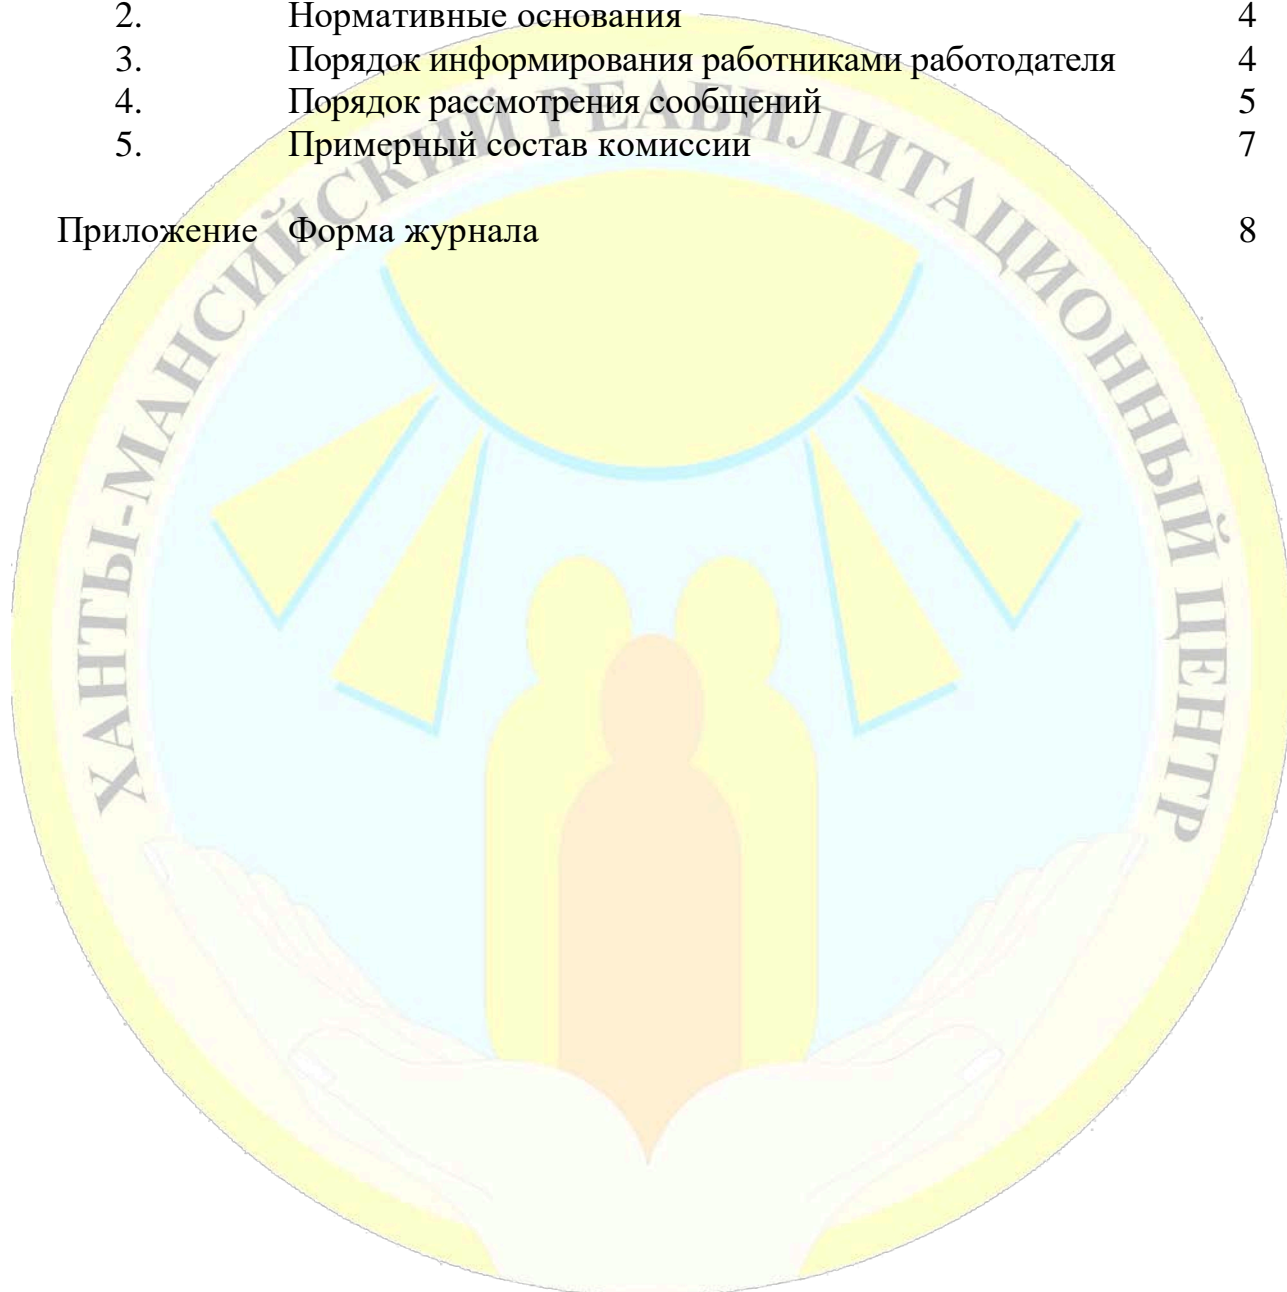 2. Нормативные основания 4
3. Порядок информирования работниками работодателя 4
4. Порядок рассмотрения сообщений 5
5. Примерный состав комиссии 7
Приложение Форма журнала 8
ХАНТЫ-МАНСИЙСКИЙ РЕАБИЛИТАЦИОННЫЙ ЦЕНТР